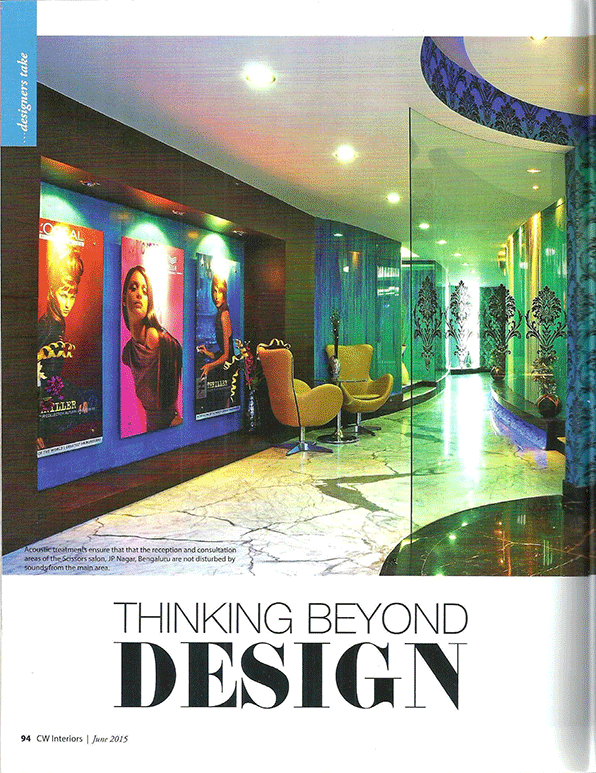 ...designers take
THILLER
Acoustic treatments ensure that that the reception and consultation
areas of the Scissors salon, JP Nagar, Bengaluru are not disturbed by
sounds from the main area.
THINKING BEYOND
DESIGN
94 CW Interiors | June 2015